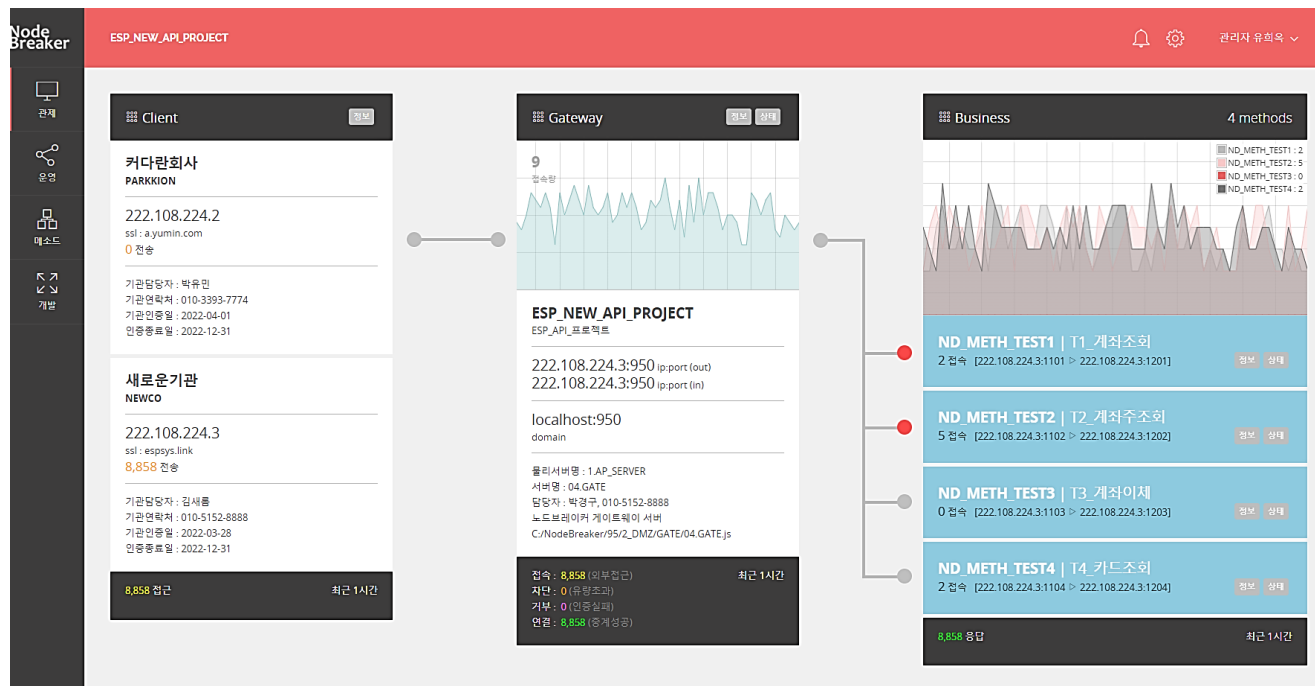 Node
Breaker
ESP_NEW_API_PROJECT
관리자 유희옥
관제
운영
메소드
개발
Client
정보
커다란회사
PARKKION
222.108.224.2
ssl : a.yumin.com
0 전송
기관담당자 : 박유민
기관연락처 : 010-3393-7774
기관인증일 : 2022-04-01
인증종료일 : 2022-12-31
새로운기관
NEWCO
222.108.224.3
ssl : espsys.link
8,858 전송
기관담당자 : 김새롬
기관연락처 : 010-5152-8888
기관인증일 : 2022-03-28
인증종료일 : 2022-12-31
8,858 접근 최근 1시간
Gateway
정보 상태
9
접속량
ESP_NEW_API_PROJECT
ESP_API_프로젝트
222.108.224.3:950 ip:port (out)
222.108.224.3:950 ip:port (in)
localhost:950
domain
물리서버명 : 1.AP_SERVER
서버명 : 04.GATE
담당자 : 박경구, 010-5152-8888
노드브레이커 게이트웨이 서버
C:/NodeBreaker/95/2_DMZ/GATE/04.GATE.js
접속 : 8,858 (외부접근) 최근 1시간
차단 : 0 (유량초과)
거부 : 0 (인증실패)
연결 : 8,858 (중계성공)
Business 4 methods
ND_METH_TEST1 : 2
ND_METH_TEST2 : 5
ND_METH_TEST3 : 0
ND_METH_TEST4 : 2
ND_METH_TEST1 | T1_계좌조회
2 접속 [222.108.224.3:1101 ▷ 222.108.224.3:1201] 정보 상태
ND_METH_TEST2 | T2_계좌주조회
5 접속 [222.108.224.3:1102 ▷ 222.108.224.3:1202] 정보 상태
ND_METH_TEST3 | T3_계좌이체
0 접속 [222.108.224.3:1103 ▷ 222.108.224.3:1203] 정보 상태
ND_METH_TEST4 | T4_카드조회
2 접속 [222.108.224.3:1104 ▷ 222.108.224.3:1204] 정보 상태
8,858 응답 최근 1시간